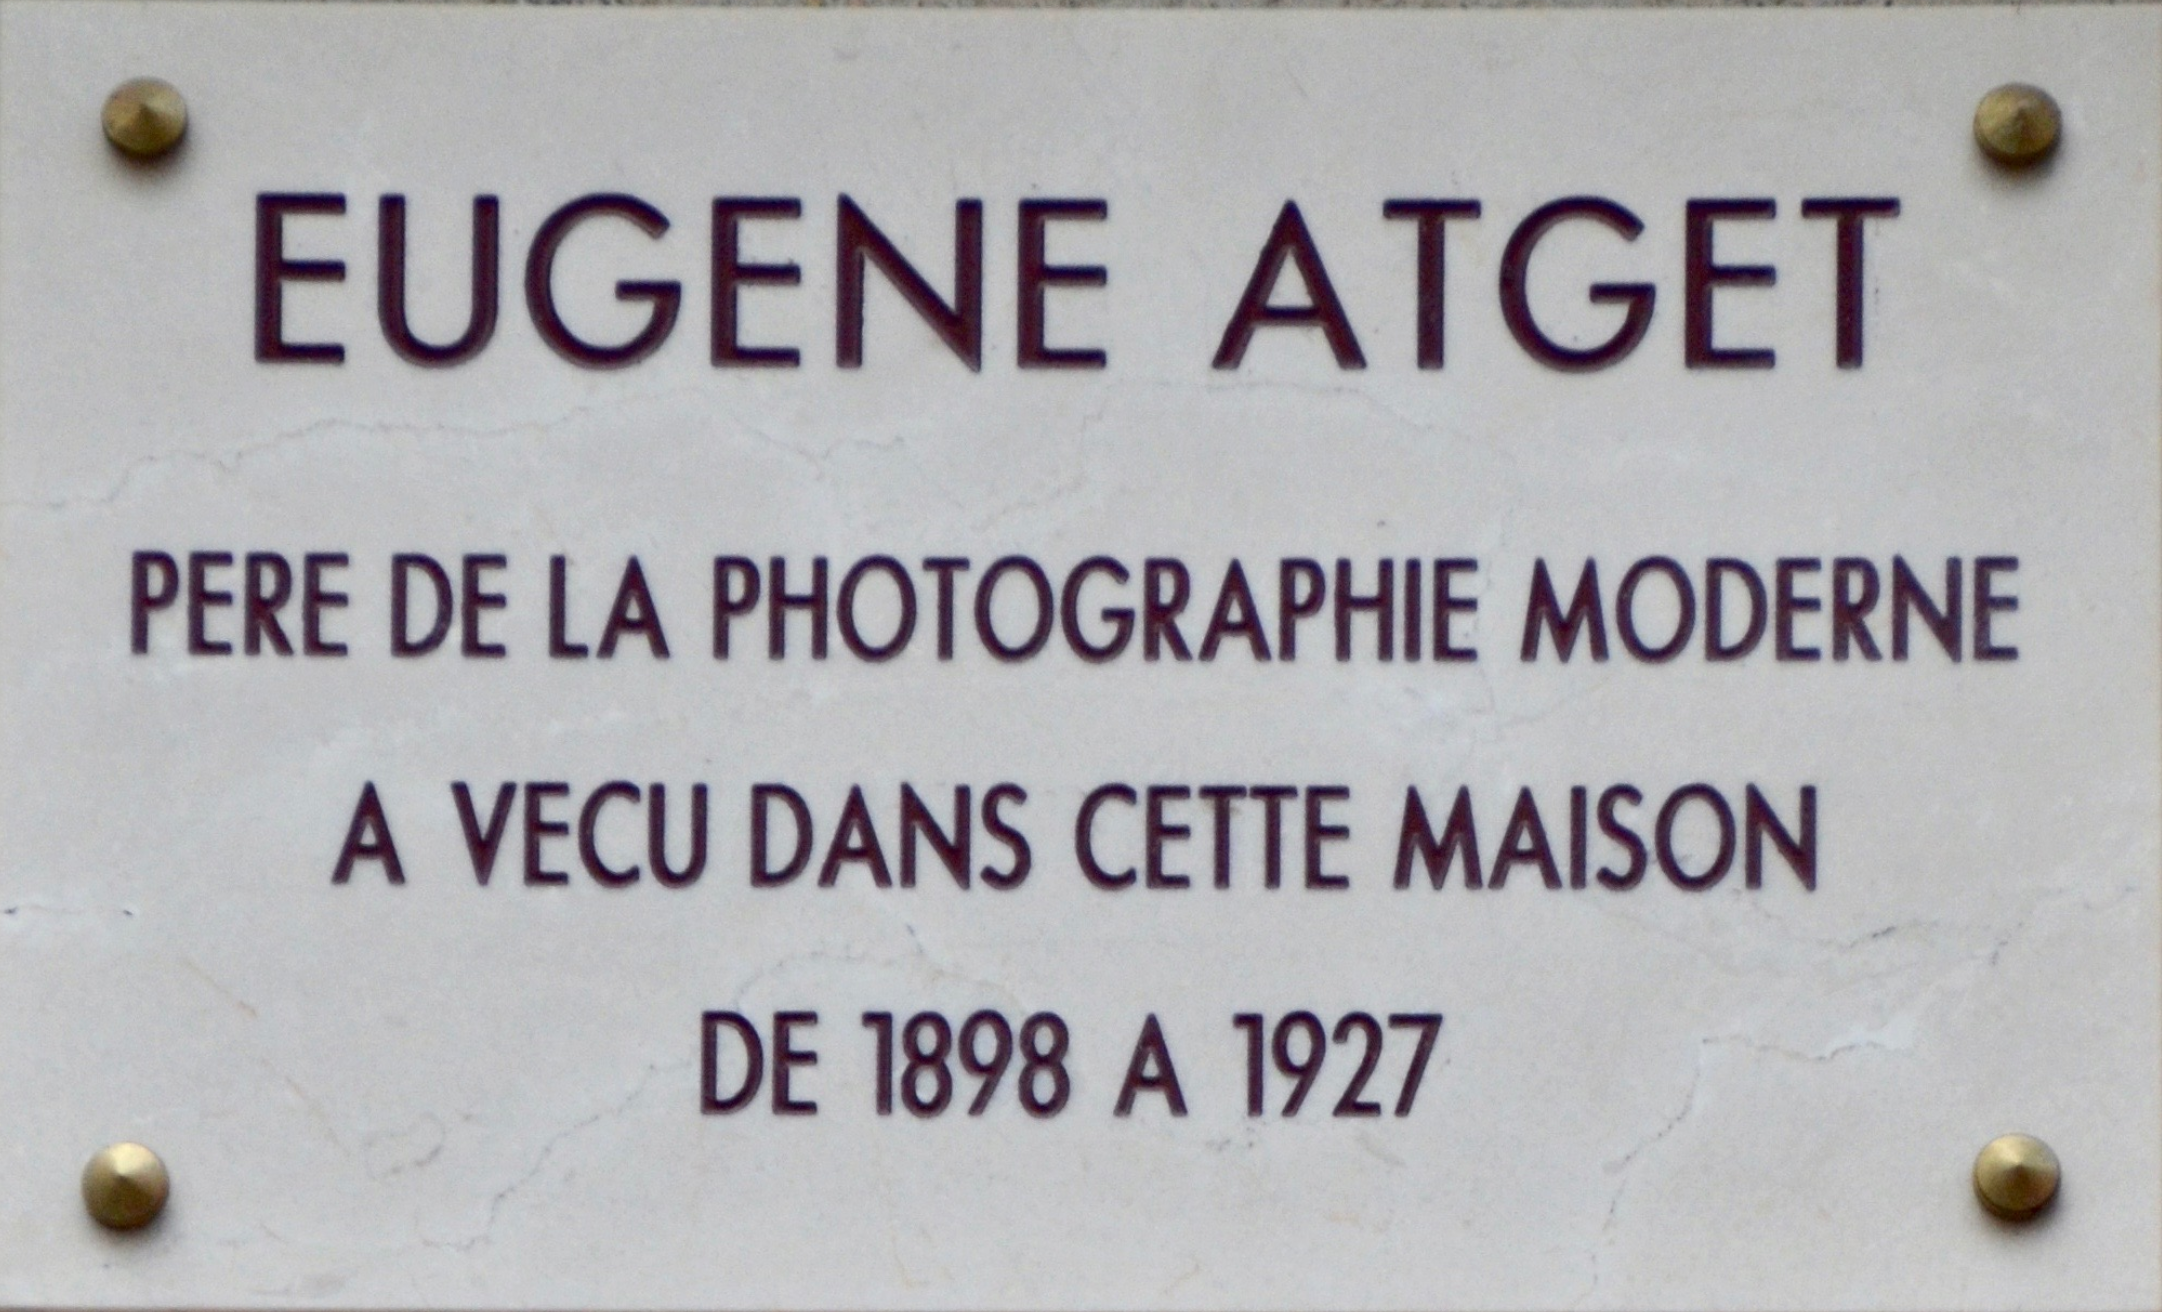 EUGENE ATGET
PERE DE LA PHOTOGRAPHIE MODERNE
A VECU DANS CETTE MAISON
DE 1898 A 1927